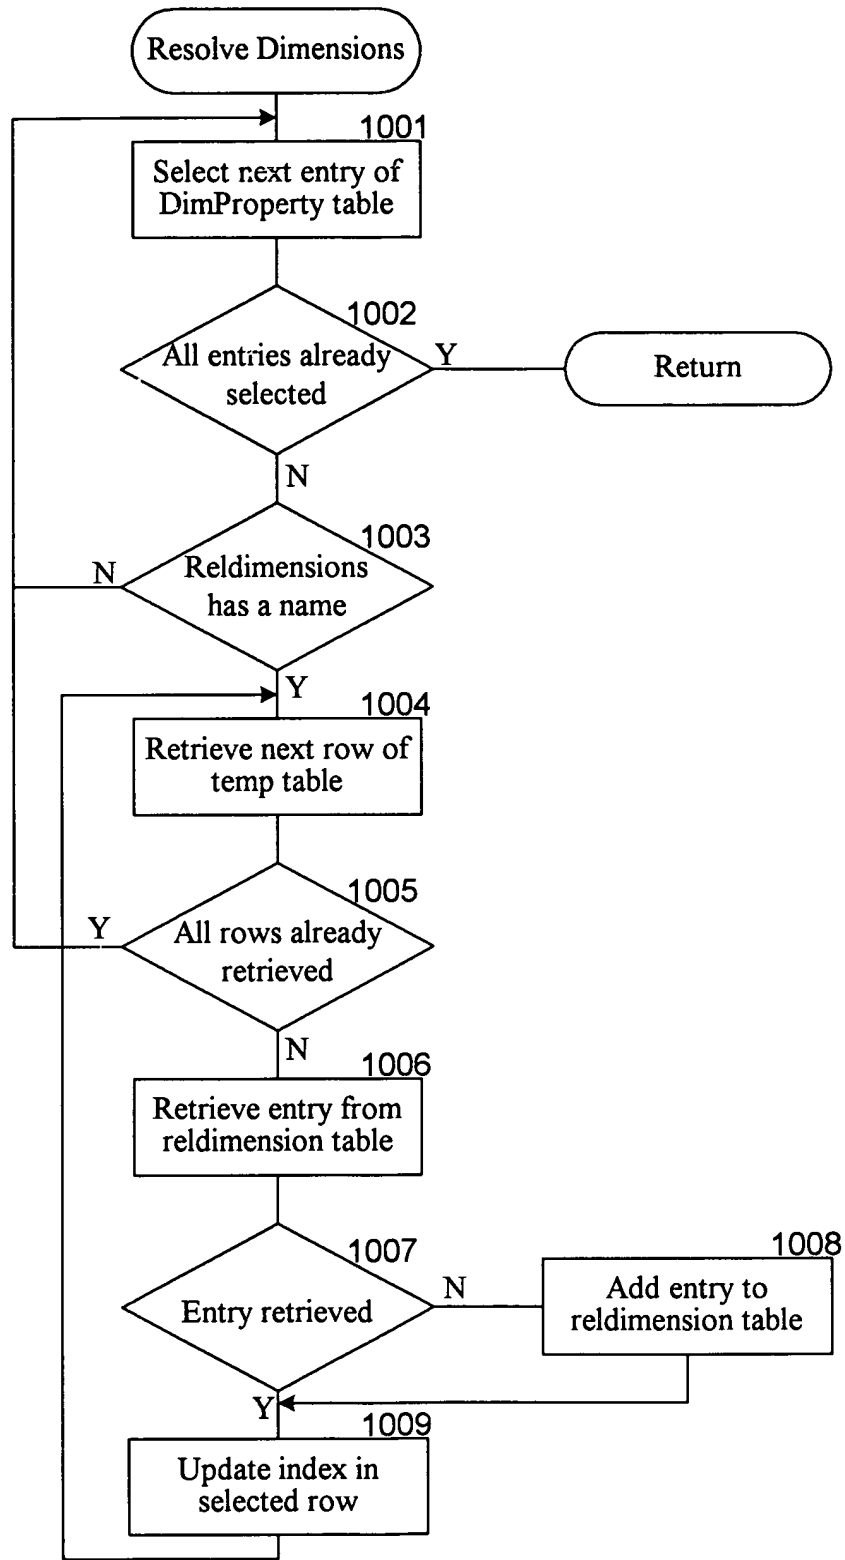 Resolve Dimensions
1001
Select next entry of
DimProperty table
1002
All entries already
selected
Y
Return
N
1003
Reldimensions
has a name
N
Y
1004
Retrieve next row of
temp table
1005
All rows already
retrieved
Y
N
1006
Retrieve entry from
reldimension table
1007
Entry retrieved
N
1008
Add entry to
reldimension table
Y
1009
Update index in
selected row